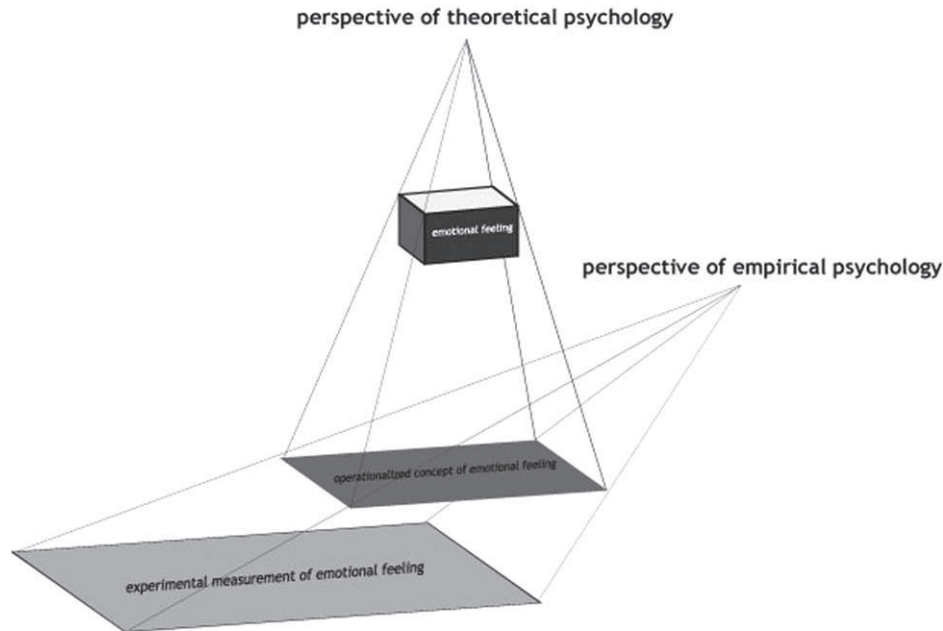 perspective of theoretical psychology
emotional feeling
perspective of empirical psychology
operationalized concept of emotional feeling
experimental measurement of emotional feeling